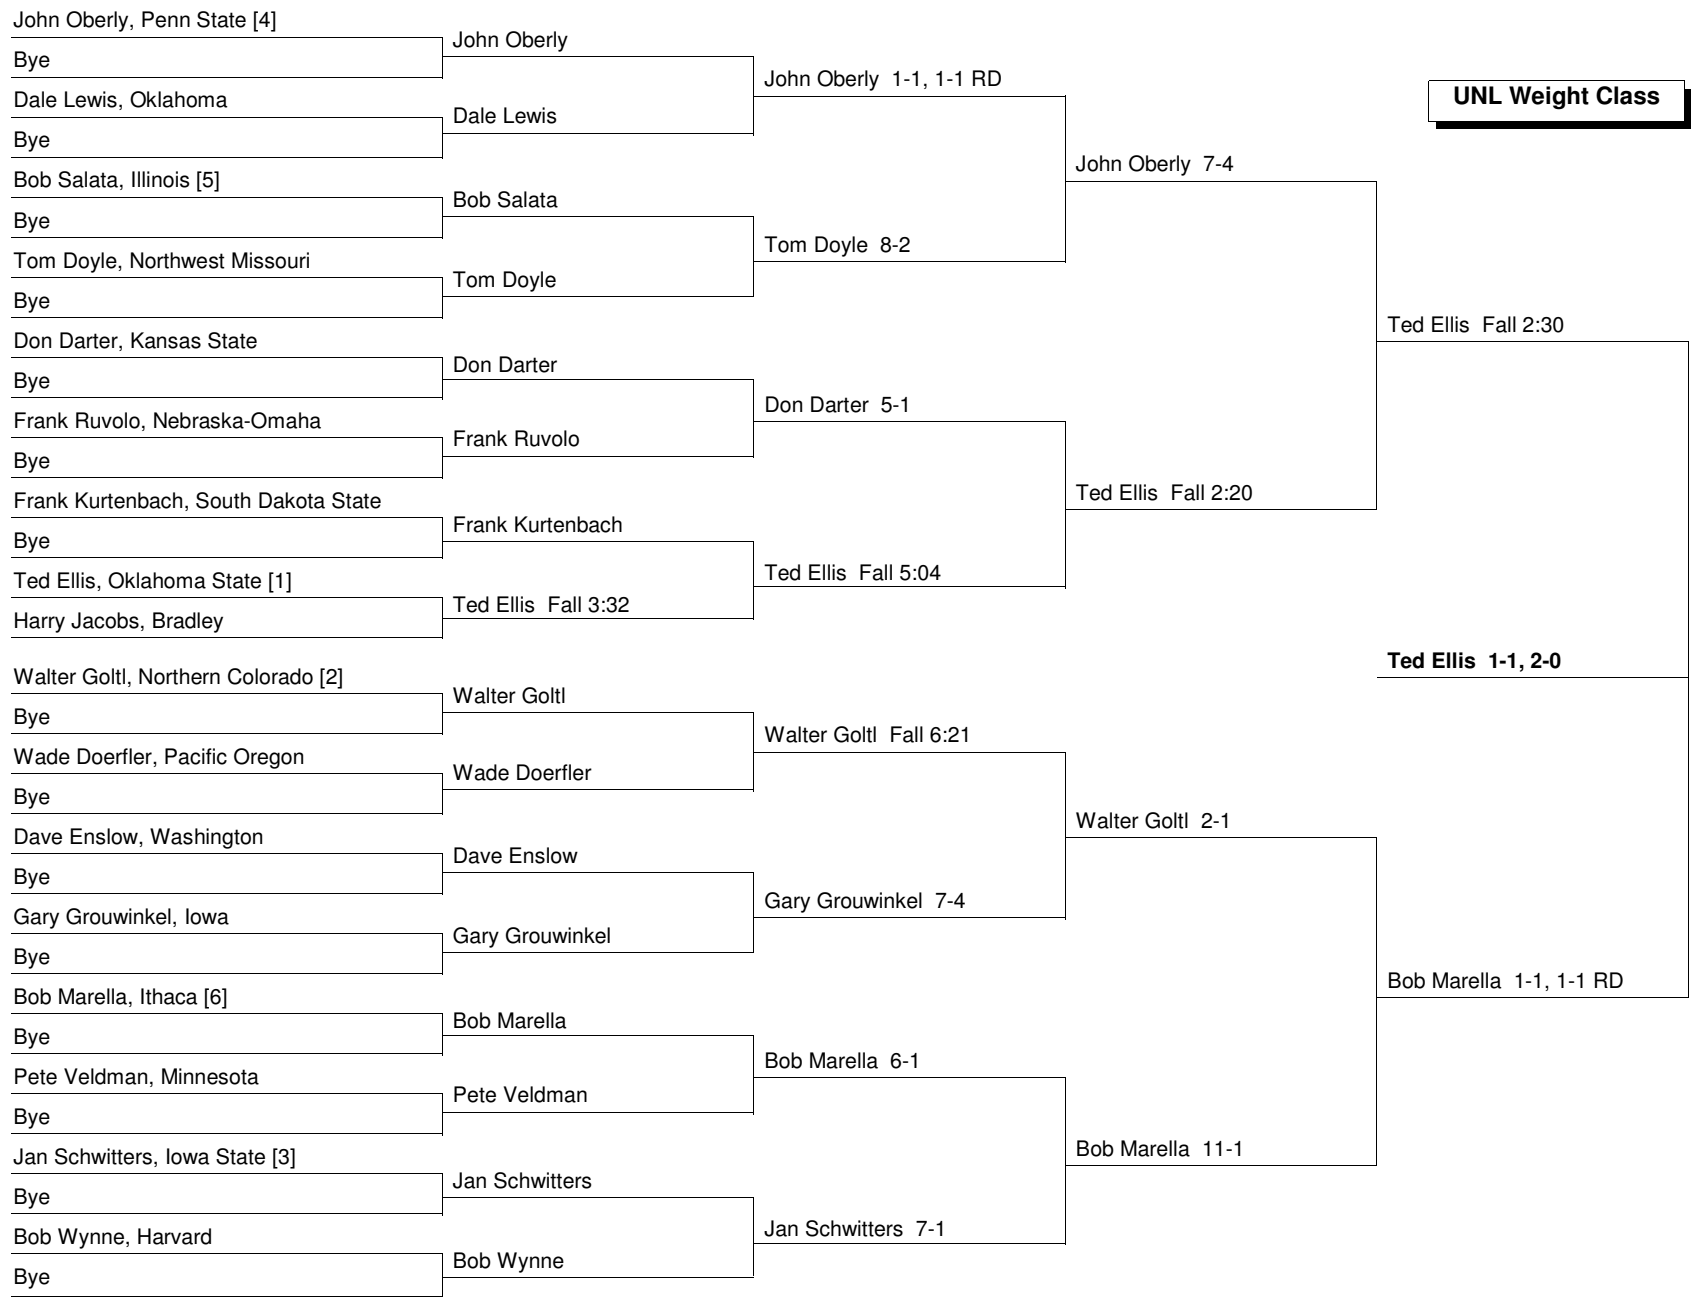 John Oberly, Penn State [4]
Bye
Dale Lewis, Oklahoma
Bye
Bob Salata, Illinois [5]
Bye
Tom Doyle, Northwest Missouri
Bye
Don Darter, Kansas State
Bye
Frank Ruvolo, Nebraska-Omaha
Bye
Frank Kurtenbach, South Dakota State
Bye
Ted Ellis, Oklahoma State [1]
Harry Jacobs, Bradley
Walter Goltl, Northern Colorado [2]
Bye
Wade Doerfler, Pacific Oregon
Bye
Dave Enslow, Washington
Bye
Gary Grouwinkel, Iowa
Bye
Bob Marella, Ithaca [6]
Bye
Pete Veldman, Minnesota
Bye
Jan Schwitters, Iowa State [3]
Bye
Bob Wynne, Harvard
Bye
John Oberly
Dale Lewis
Bob Salata
Tom Doyle
Don Darter
Frank Ruvolo
Frank Kurtenbach
Ted Ellis Fall 3:32
Walter Goltl
Wade Doerfler
Dave Enslow
Gary Grouwinkel
Bob Marella
Pete Veldman
Jan Schwitters
Bob Wynne
John Oberly 1-1, 1-1 RD
Tom Doyle 8-2
Don Darter 5-1
Ted Ellis Fall 5:04
Walter Goltl Fall 6:21
Gary Grouwinkel 7-4
Bob Marella 6-1
Jan Schwitters 7-1
John Oberly 7-4
Ted Ellis Fall 2:20
Walter Goltl 2-1
Bob Marella 11-1
UNL Weight Class
Ted Ellis Fall 2:30
Ted Ellis 1-1, 2-0
Bob Marella 1-1, 1-1 RD